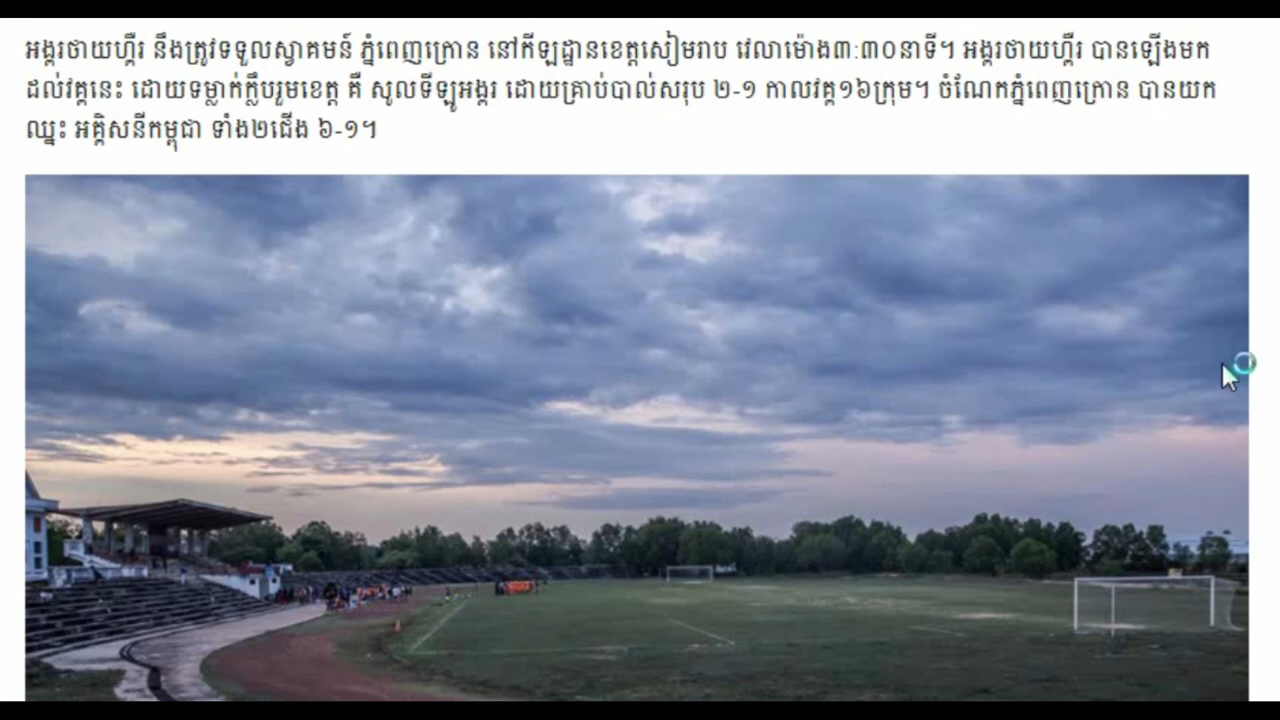 អង្គរថាយហ្គឺរ នឹងត្រូវទទួលស្វាគមន៍ ភ្នំពេញក្រោន នៅកីឡដ្ឋានខេត្តសៀមរាប វេលាម៉ោង៣:៣០នាទី។ អង្គរថាយហ្គឺរ បានឡើងមក
ដល់វគ្គនេះ ដោយទម្លាក់ក្លឹបរួមខេត្ត គឺ សូលទីឡូអង្គរ ដោយគ្រាប់បាល់សរុប ២-១ កាលវគ្គ១៦ក្រុម។ ចំណែកភ្នំពេញក្រោន បានយក
ឈ្នះ អគ្គិសនីកម្ពុជា ទាំង២ជើង ៦-១។